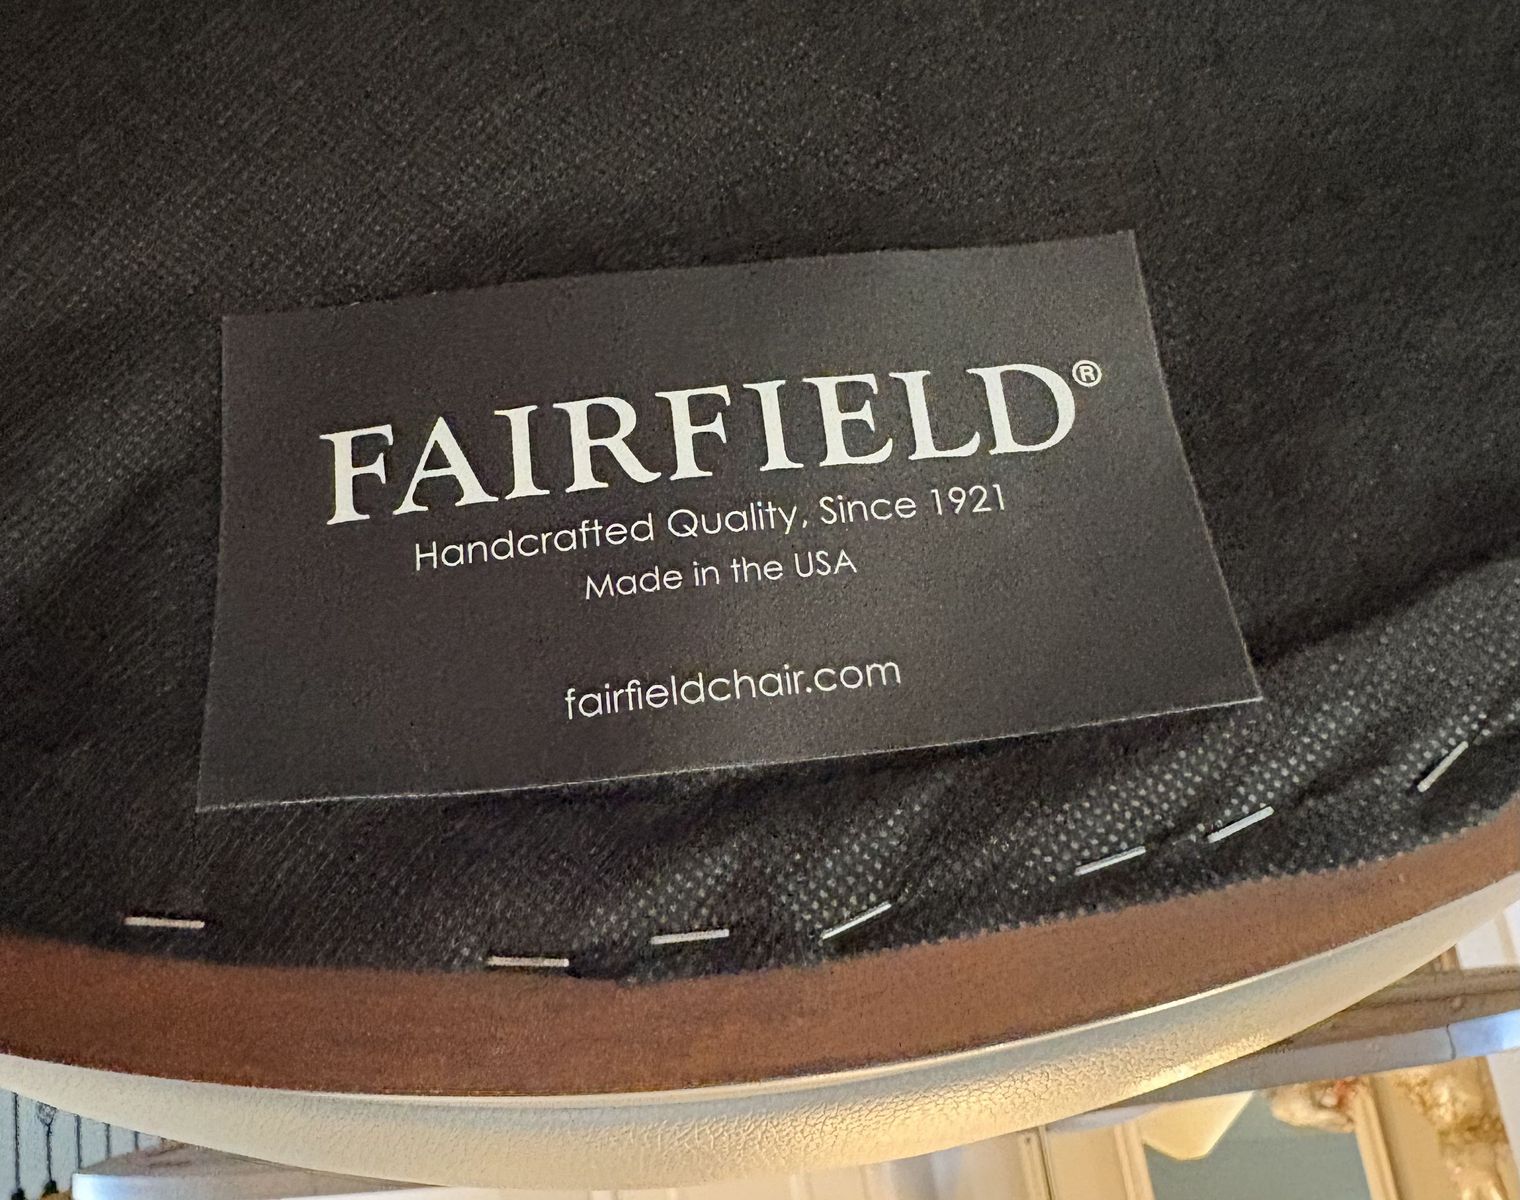 FAIRFIELD®
Handcrafted Quality, Since 1921
Made in the USA
fairfieldchair.com